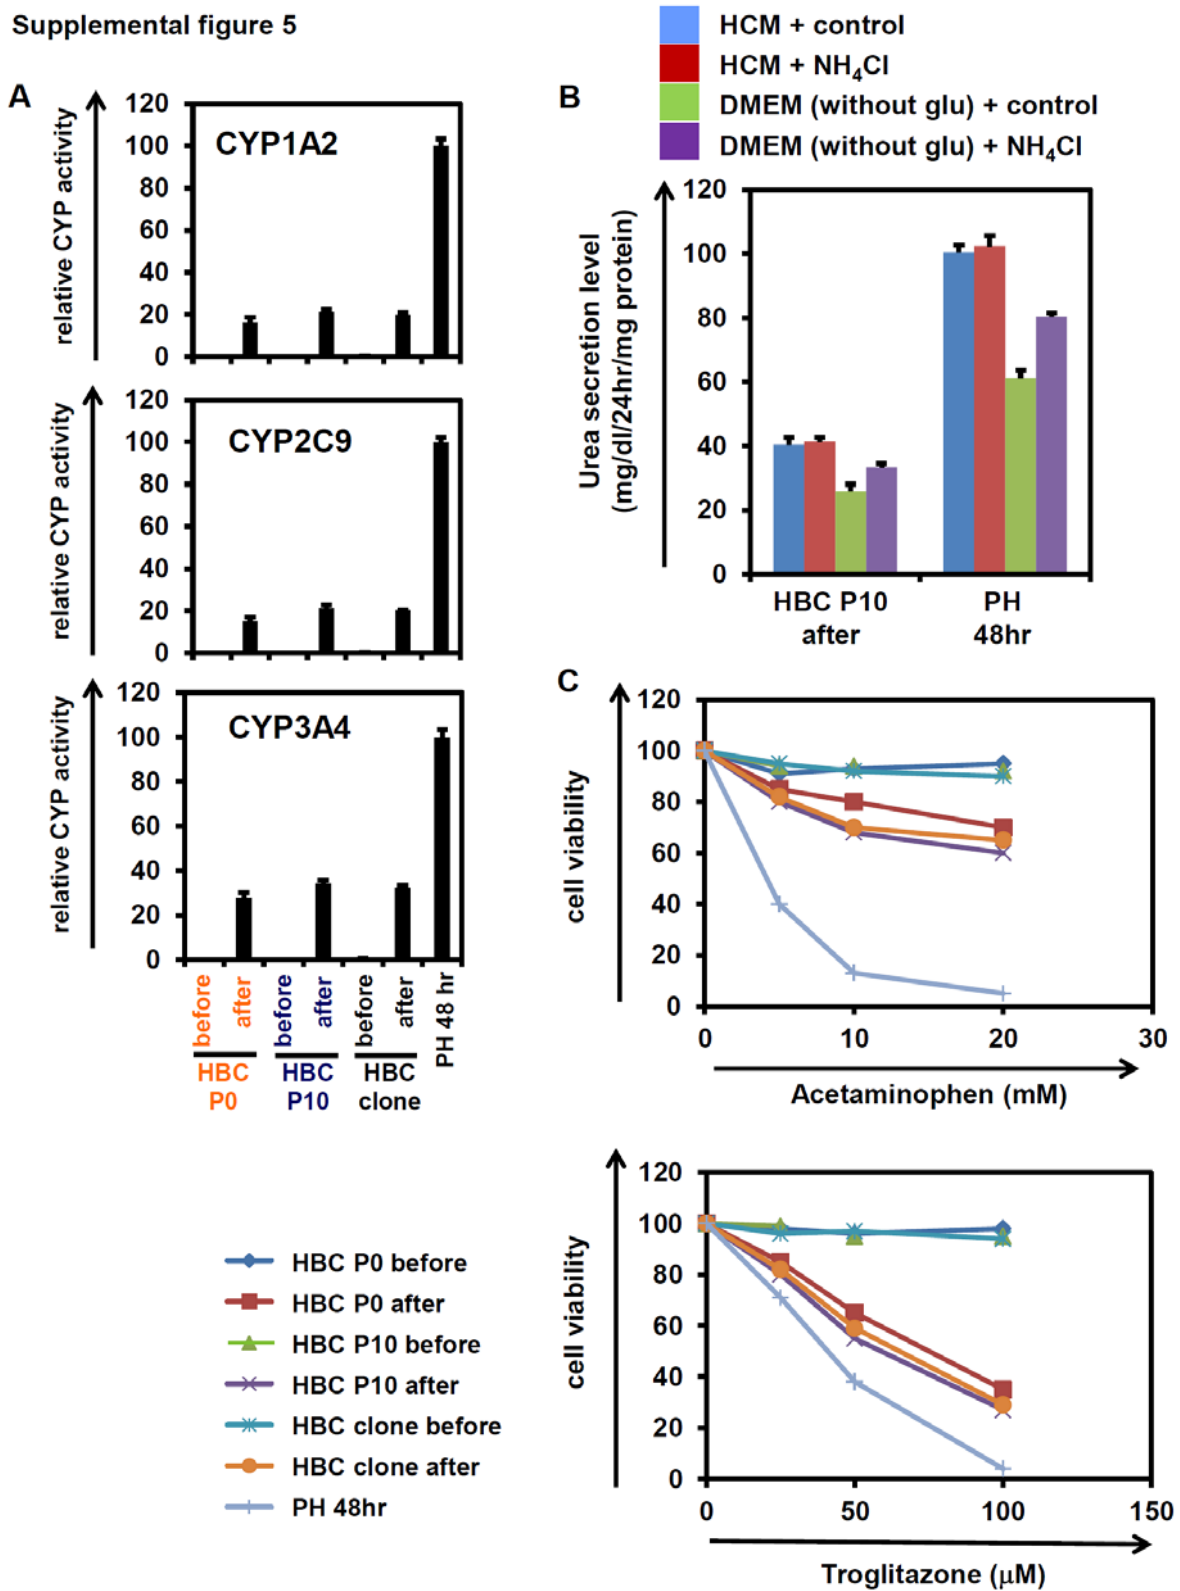 Supplemental figure 5
A
relative CYP activity
120
100
80
60
40
20
0
CYP1A2
relative CYP activity
120
100
80
60
40
20
0
CYP2C9
relative CYP activity
120
100
80
60
40
20
0
CYP3A4
before
after
before
after
before
after
PH 48 hr
HBC
P0
HBC
P10
HBC
clone
HCM + control
HCM + NH₄Cl
DMEM (without glu) + control
DMEM (without glu) + NH₄Cl
B
Urea secretion level
(mg/dl/24hr/mg protein)
120
100
80
60
40
20
0
HBC P10
after
PH
48hr
C
cell viability
120
100
80
60
40
20
0
0 10 20 30
Acetaminophen (mM)
cell viability
120
100
80
60
40
20
0
0 50 100 150
Troglitazone (μM)
HBC P0 before
HBC P0 after
HBC P10 before
HBC P10 after
HBC clone before
HBC clone after
PH 48hr